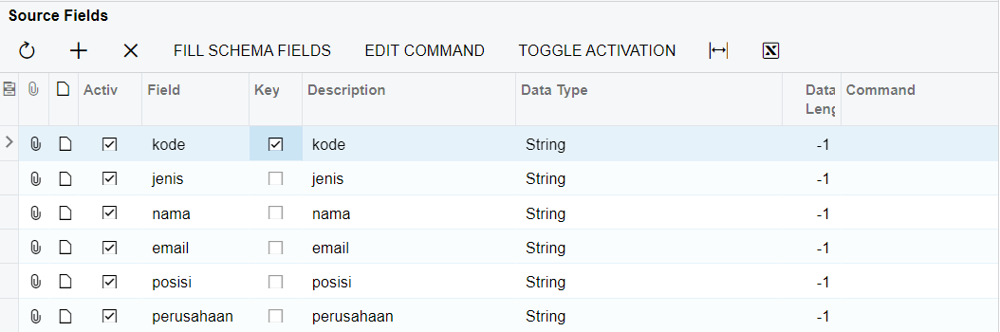 Source Fields
FILL SCHEMA FIELDS EDIT COMMAND TOGGLE ACTIVATION
Activ Field Key Description Data Type Data Leng Command
kode kode String -1
jenis jenis String -1
nama nama String -1
email email String -1
posisi posisi String -1
perusahaan perusahaan String -1